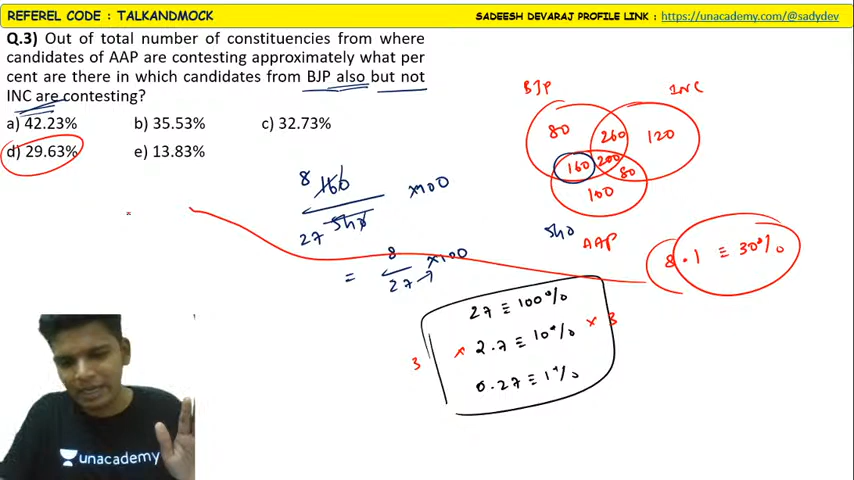 REFEREL CODE : TALKANDMOCK
SADEESH DEVARAJ PROFILE LINK : https://unacademy.com/@sadydev
Q.3) Out of total number of constituencies from where
candidates of AAP are contesting approximately what per
cent are there in which candidates from BJP also but not
INC are contesting?
a) 42.23% b) 35.53% c) 32.73%
d) 29.63% e) 13.83%
BJP INC
80 260 120
160 200 80
100
540 AAP
8 160 ×100
27 540
= 8 ×100
27
8.1 ≡ 30%
27 ≡ 100%
3 × 2.7 ≡ 10% × 3
0.27 ≡ 1%
unacademy